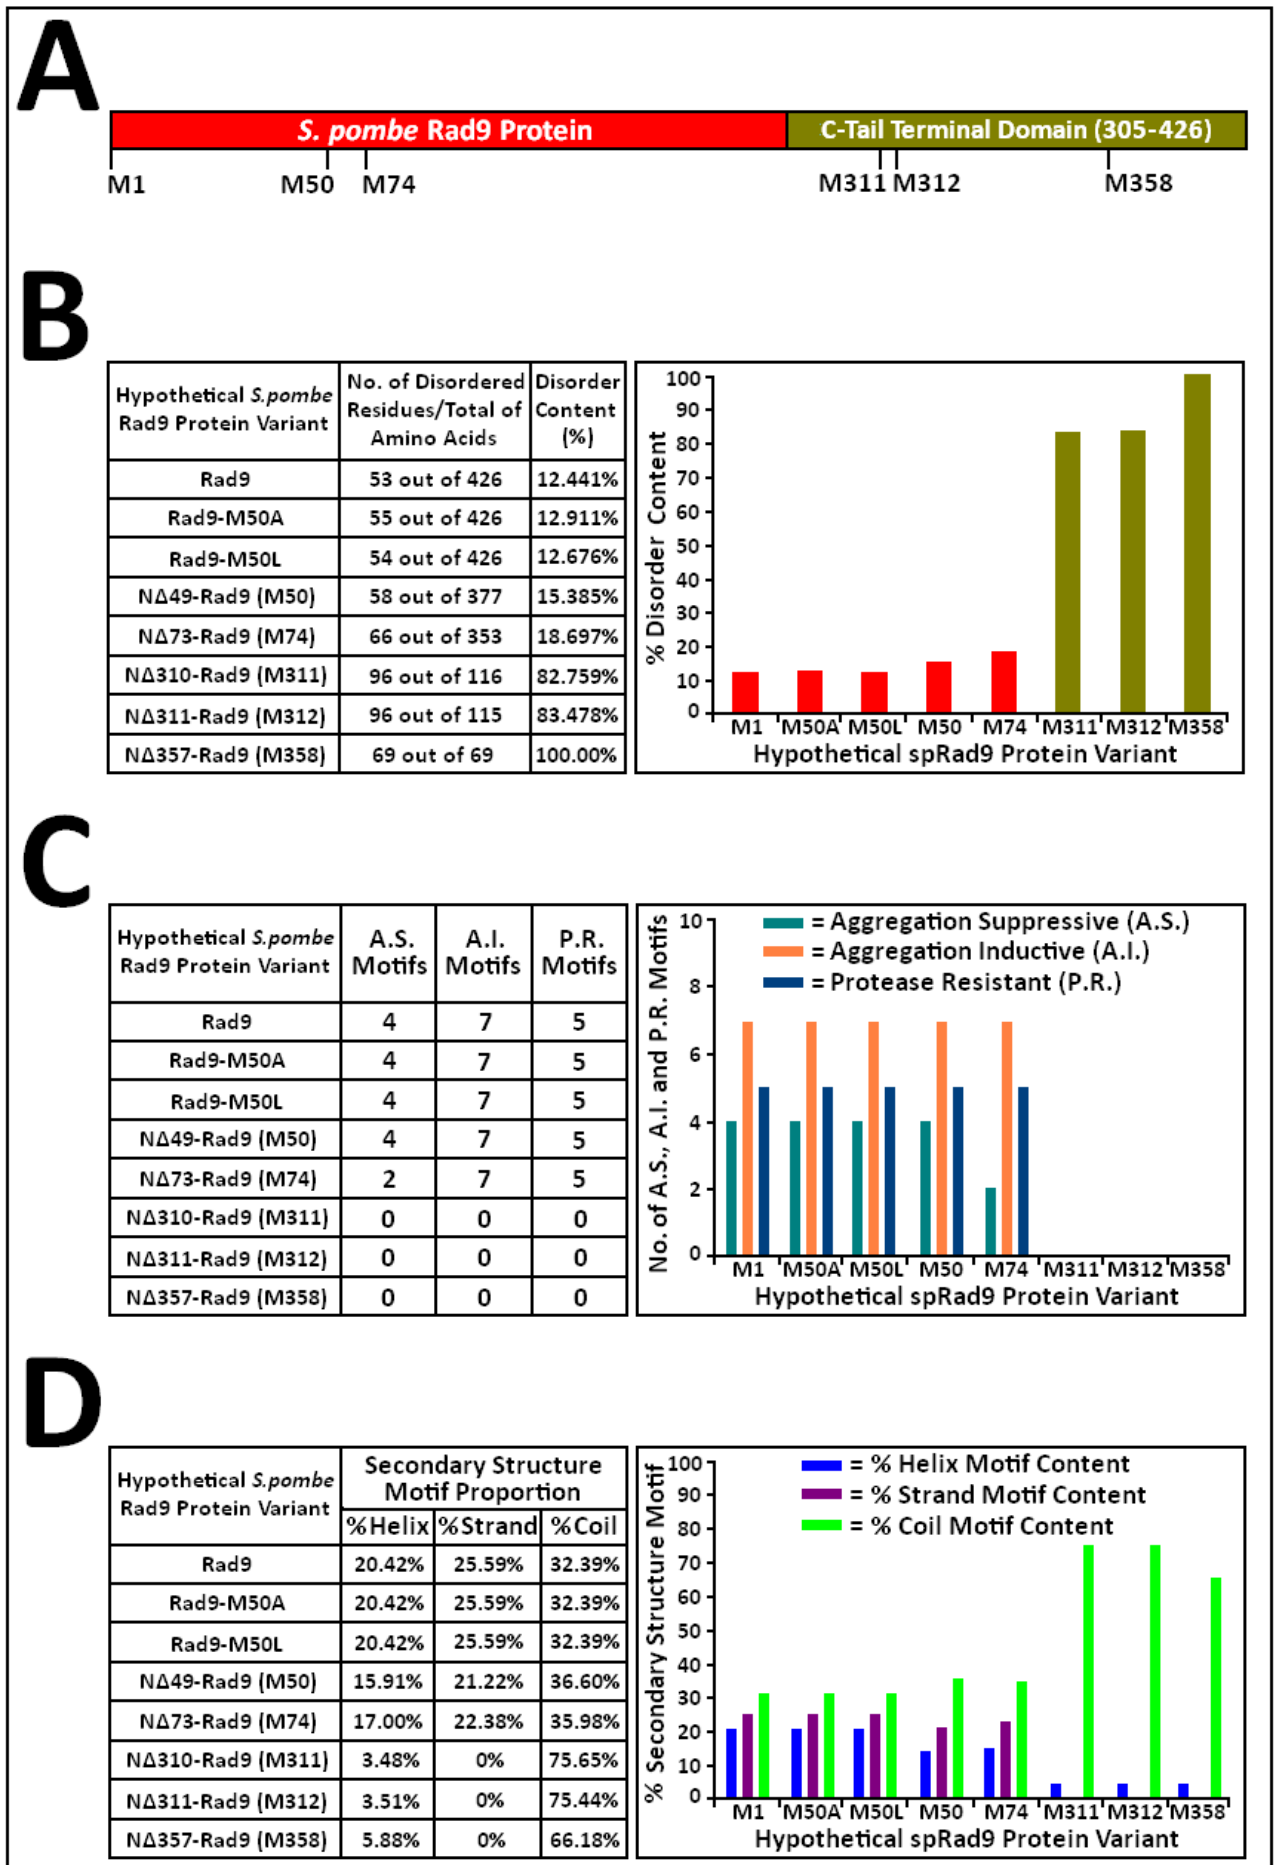 A
S. pombe Rad9 Protein
C-Tail Terminal Domain (305-426)
M1 M50 M74 M311 M312 M358
B
Hypothetical S.pombe Rad9 Protein Variant
No. of Disordered Residues/Total of Amino Acids
Disorder Content (%)
Rad9 53 out of 426 12.441%
Rad9-M50A 55 out of 426 12.911%
Rad9-M50L 54 out of 426 12.676%
NΔ49-Rad9 (M50) 58 out of 377 15.385%
NΔ73-Rad9 (M74) 66 out of 353 18.697%
NΔ310-Rad9 (M311) 96 out of 116 82.759%
NΔ311-Rad9 (M312) 96 out of 115 83.478%
NΔ357-Rad9 (M358) 69 out of 69 100.00%
% Disorder Content
100
90
80
70
60
50
40
30
20
10
0
M1 M50A M50L M50 M74 M311 M312 M358
Hypothetical spRad9 Protein Variant
C
Hypothetical S.pombe Rad9 Protein Variant
A.S. Motifs
A.I. Motifs
P.R. Motifs
Rad9 4 7 5
Rad9-M50A 4 7 5
Rad9-M50L 4 7 5
NΔ49-Rad9 (M50) 4 7 5
NΔ73-Rad9 (M74) 2 7 5
NΔ310-Rad9 (M311) 0 0 0
NΔ311-Rad9 (M312) 0 0 0
NΔ357-Rad9 (M358) 0 0 0
No. of A.S., A.I. and P.R. Motifs
10
8
6
4
2
0
= Aggregation Suppressive (A.S.)
= Aggregation Inductive (A.I.)
= Protease Resistant (P.R.)
M1 M50A M50L M50 M74 M311 M312 M358
Hypothetical spRad9 Protein Variant
D
Hypothetical S.pombe Rad9 Protein Variant
Secondary Structure Motif Proportion
%Helix %Strand %Coil
Rad9 20.42% 25.59% 32.39%
Rad9-M50A 20.42% 25.59% 32.39%
Rad9-M50L 20.42% 25.59% 32.39%
NΔ49-Rad9 (M50) 15.91% 21.22% 36.60%
NΔ73-Rad9 (M74) 17.00% 22.38% 35.98%
NΔ310-Rad9 (M311) 3.48% 0% 75.65%
NΔ311-Rad9 (M312) 3.51% 0% 75.44%
NΔ357-Rad9 (M358) 5.88% 0% 66.18%
% Secondary Structure Motif
100
90
80
70
60
50
40
30
20
10
0
= % Helix Motif Content
= % Strand Motif Content
= % Coil Motif Content
M1 M50A M50L M50 M74 M311 M312 M358
Hypothetical spRad9 Protein Variant